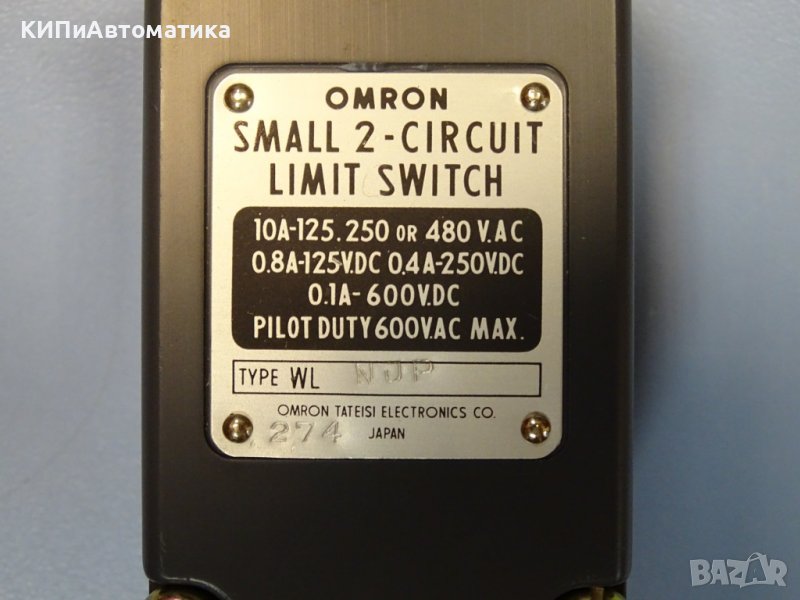 КИПиАвтоматика
OMRON
SMALL 2-CIRCUIT
LIMIT SWITCH
10A-125.250 OR 480 V.AC
0.8A-125V.DC 0.4A-250V.DC
0.1A-600V.DC
PILOT DUTY 600V.AC MAX.
TYPE WL NJP
OMRON TATEISI ELECTRONICS CO.
274 JAPAN
BAZAR